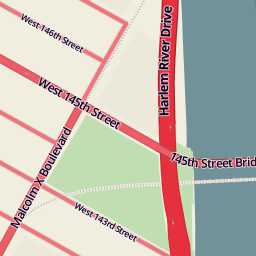 West 146th Street
Harlem River Drive
West 145th Street
145th Street Brid
Malcolm X Boulevard
West 143rd Street